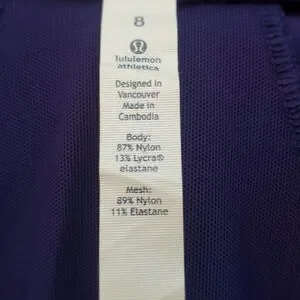 8
lululemon
athletica
Designed in
Vancouver
Made in
Cambodia
Body:
87% Nylon
13% Lycra®
elastane
Mesh:
89% Nylon
11% Elastane